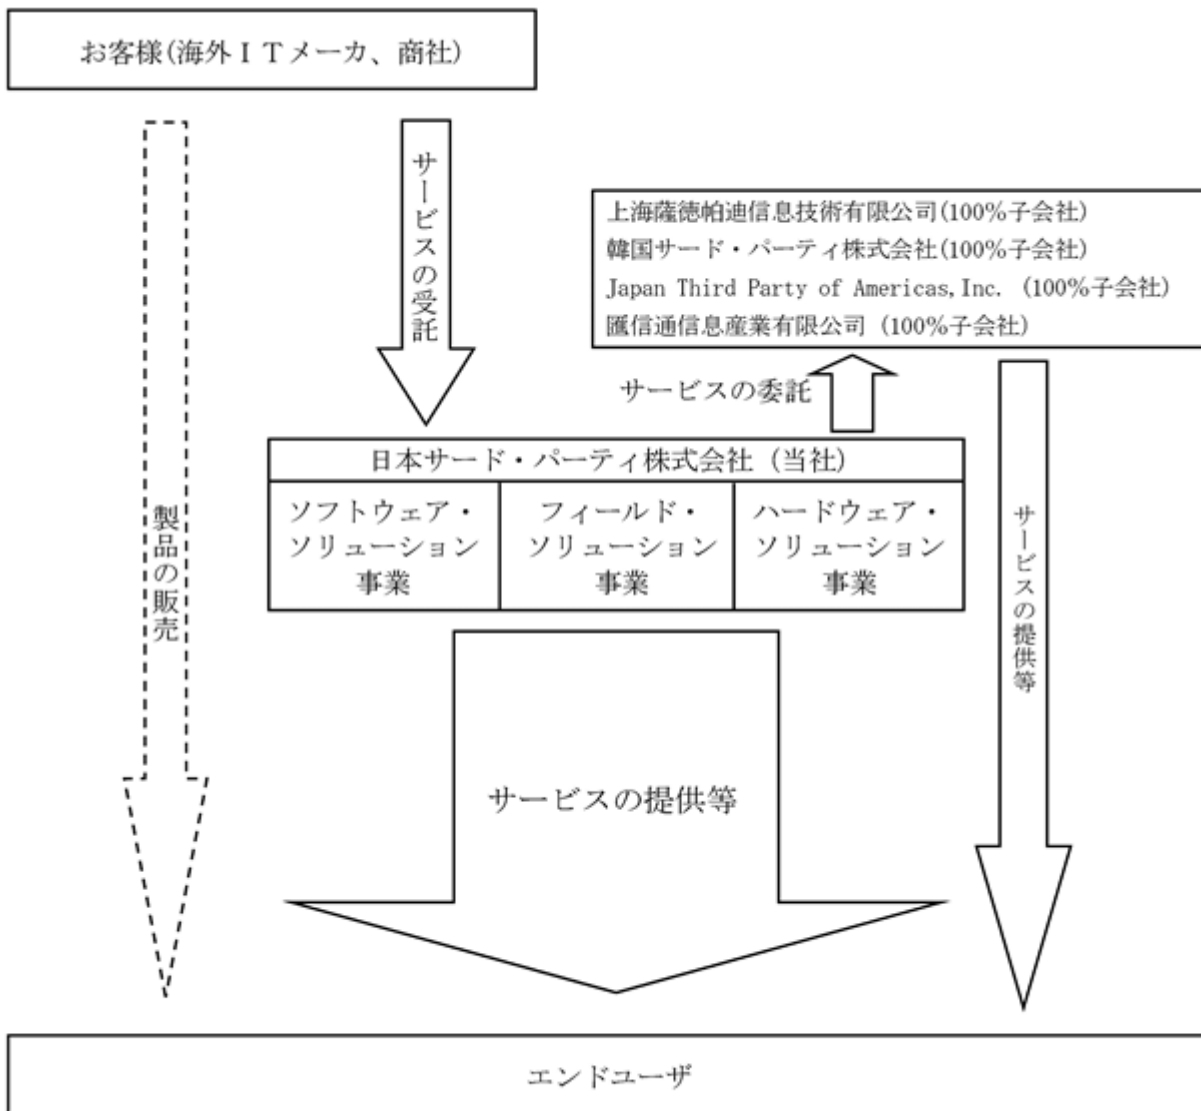 お客様(海外ＩＴメーカ、商社)
サービスの受託
上海薩徳帕迪信息技術有限公司(100％子会社)
韓国サード・パーティ株式会社(100％子会社)
Japan Third Party of Americas,Inc. (100％子会社)
匯信通信息産業有限公司 (100％子会社)
サービスの委託
日本サード・パーティ株式会社 (当社)
ソフトウェア・
ソリューション
事業
フィールド・
ソリューション
事業
ハードウェア・
ソリューション
事業
製品の販売
サービスの提供等
サービスの提供等
エンドユーザ